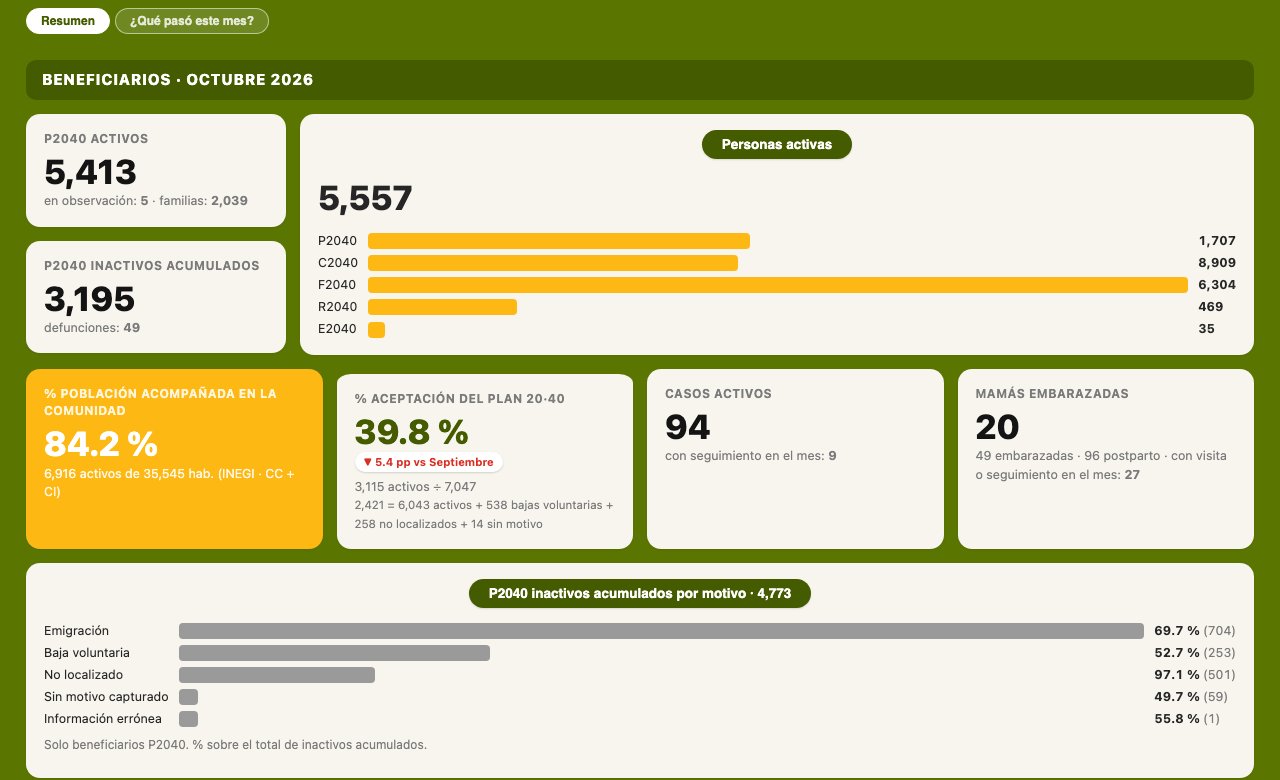 Resumen
¿Qué pasó este mes?
BENEFICIARIOS · OCTUBRE 2026
P2040 ACTIVOS
5,413
en observación: 5 · familias: 2,039
P2040 INACTIVOS ACUMULADOS
3,195
defunciones: 49
Personas activas
5,557
P2040 1,707
C2040 8,909
F2040 6,304
R2040 469
E2040 35
% POBLACIÓN ACOMPAÑADA EN LA
COMUNIDAD
84.2 %
6,916 activos de 35,545 hab. (INEGI · CC +
CI)
% ACEPTACIÓN DEL PLAN 20·40
39.8 %
▼ 5.4 pp vs Septiembre
3,115 activos ÷ 7,047
2,421 = 6,043 activos + 538 bajas voluntarias +
258 no localizados + 14 sin motivo
CASOS ACTIVOS
94
con seguimiento en el mes: 9
MAMÁS EMBARAZADAS
20
49 embarazadas · 96 postparto · con visita
o seguimiento en el mes: 27
P2040 inactivos acumulados por motivo · 4,773
Emigración 69.7 % (704)
Baja voluntaria 52.7 % (253)
No localizado 97.1 % (501)
Sin motivo capturado 49.7 % (59)
Información errónea 55.8 % (1)
Solo beneficiarios P2040. % sobre el total de inactivos acumulados.